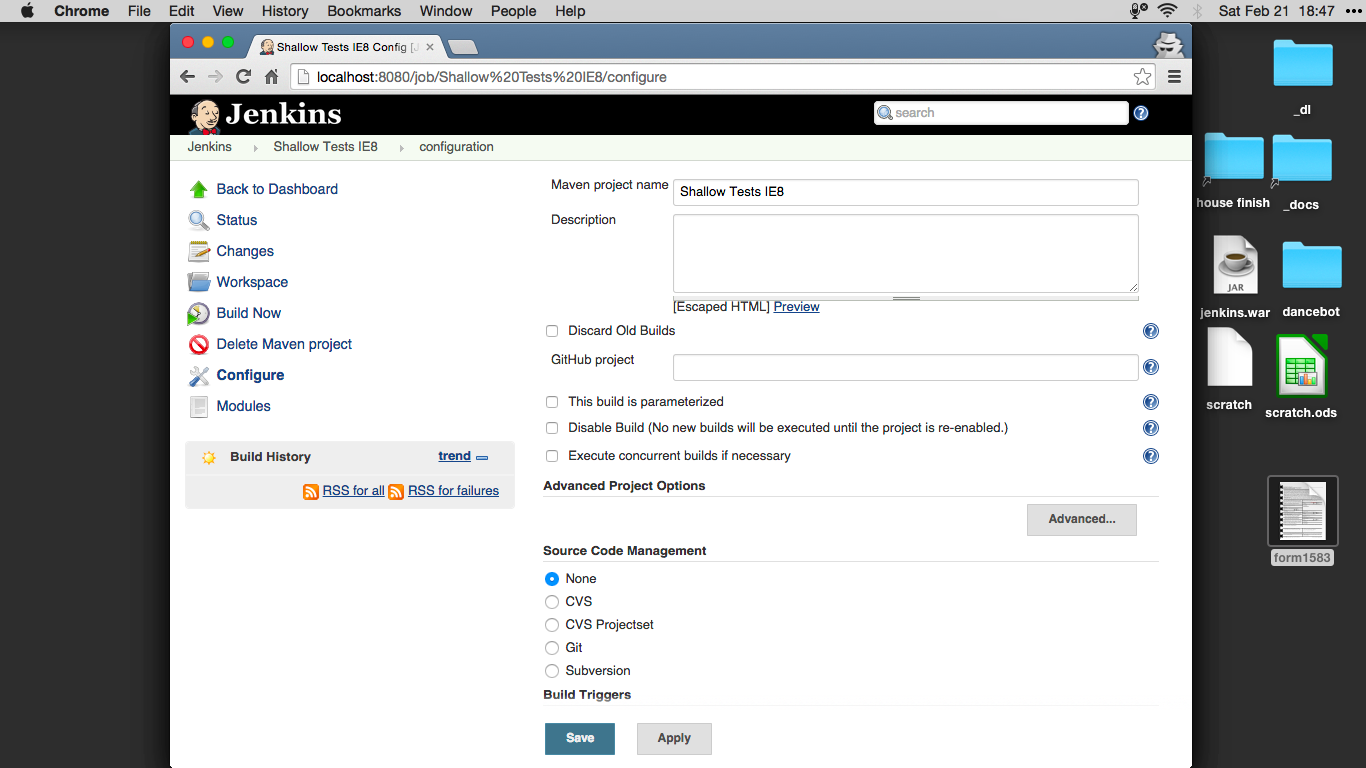 Chrome File Edit View History Bookmarks Window People Help Sat Feb 21 18:47
Shallow Tests IE8 Config [J
localhost:8080/job/Shallow%20Tests%20IE8/configure
Jenkins
search
Jenkins Shallow Tests IE8 configuration
Back to Dashboard
Status
Changes
Workspace
Build Now
Delete Maven project
Configure
Modules
Build History trend
RSS for all RSS for failures
Maven project name Shallow Tests IE8
Description
[Escaped HTML] Preview
Discard Old Builds
GitHub project
This build is parameterized
Disable Build (No new builds will be executed until the project is re-enabled.)
Execute concurrent builds if necessary
Advanced Project Options
Advanced...
Source Code Management
None
CVS
CVS Projectset
Git
Subversion
Build Triggers
Save Apply
_dl
house finish _docs
JAR
jenkins.war dancebot
scratch scratch.ods
form1583